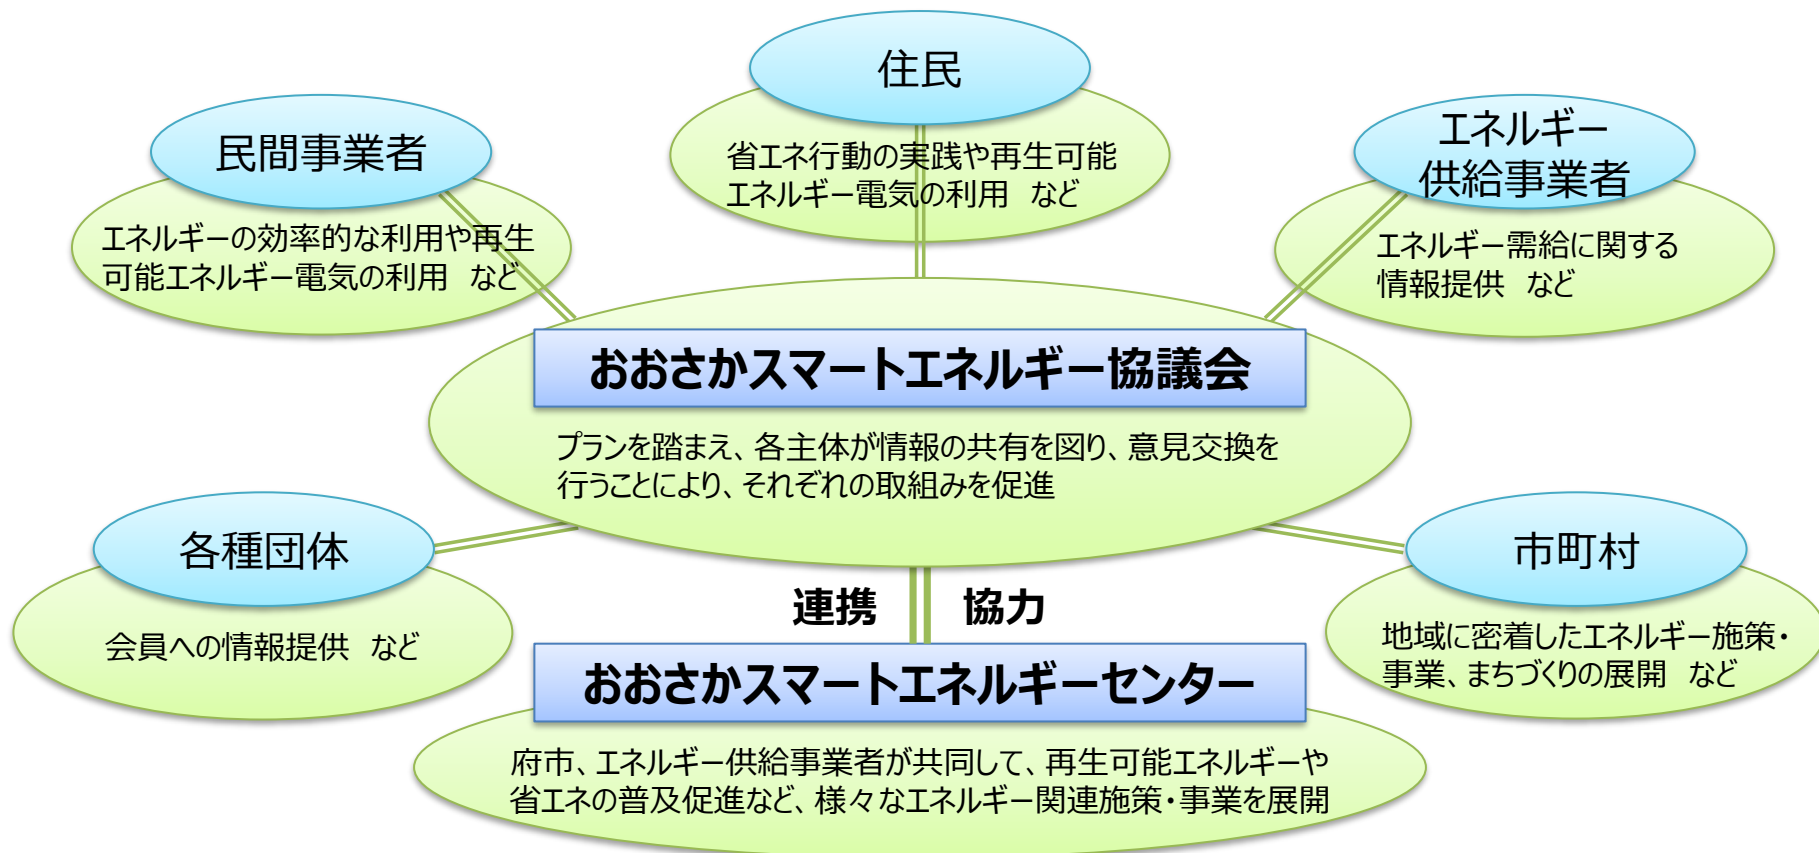 住民
省エネ行動の実践や再生可能
エネルギー電気の利用　など
民間事業者
エネルギーの効率的な利用や再生
可能エネルギー電気の利用　など
エネルギー
供給事業者
エネルギー需給に関する
情報提供　など
おおさかスマートエネルギー協議会
プランを踏まえ、各主体が情報の共有を図り、意見交換を
行うことにより、それぞれの取組みを促進
各種団体
会員への情報提供　など
市町村
地域に密着したエネルギー施策・
事業、まちづくりの展開　など
連携　協力
おおさかスマートエネルギーセンター
府市、エネルギー供給事業者が共同して、再生可能エネルギーや
省エネの普及促進など、様々なエネルギー関連施策・事業を展開